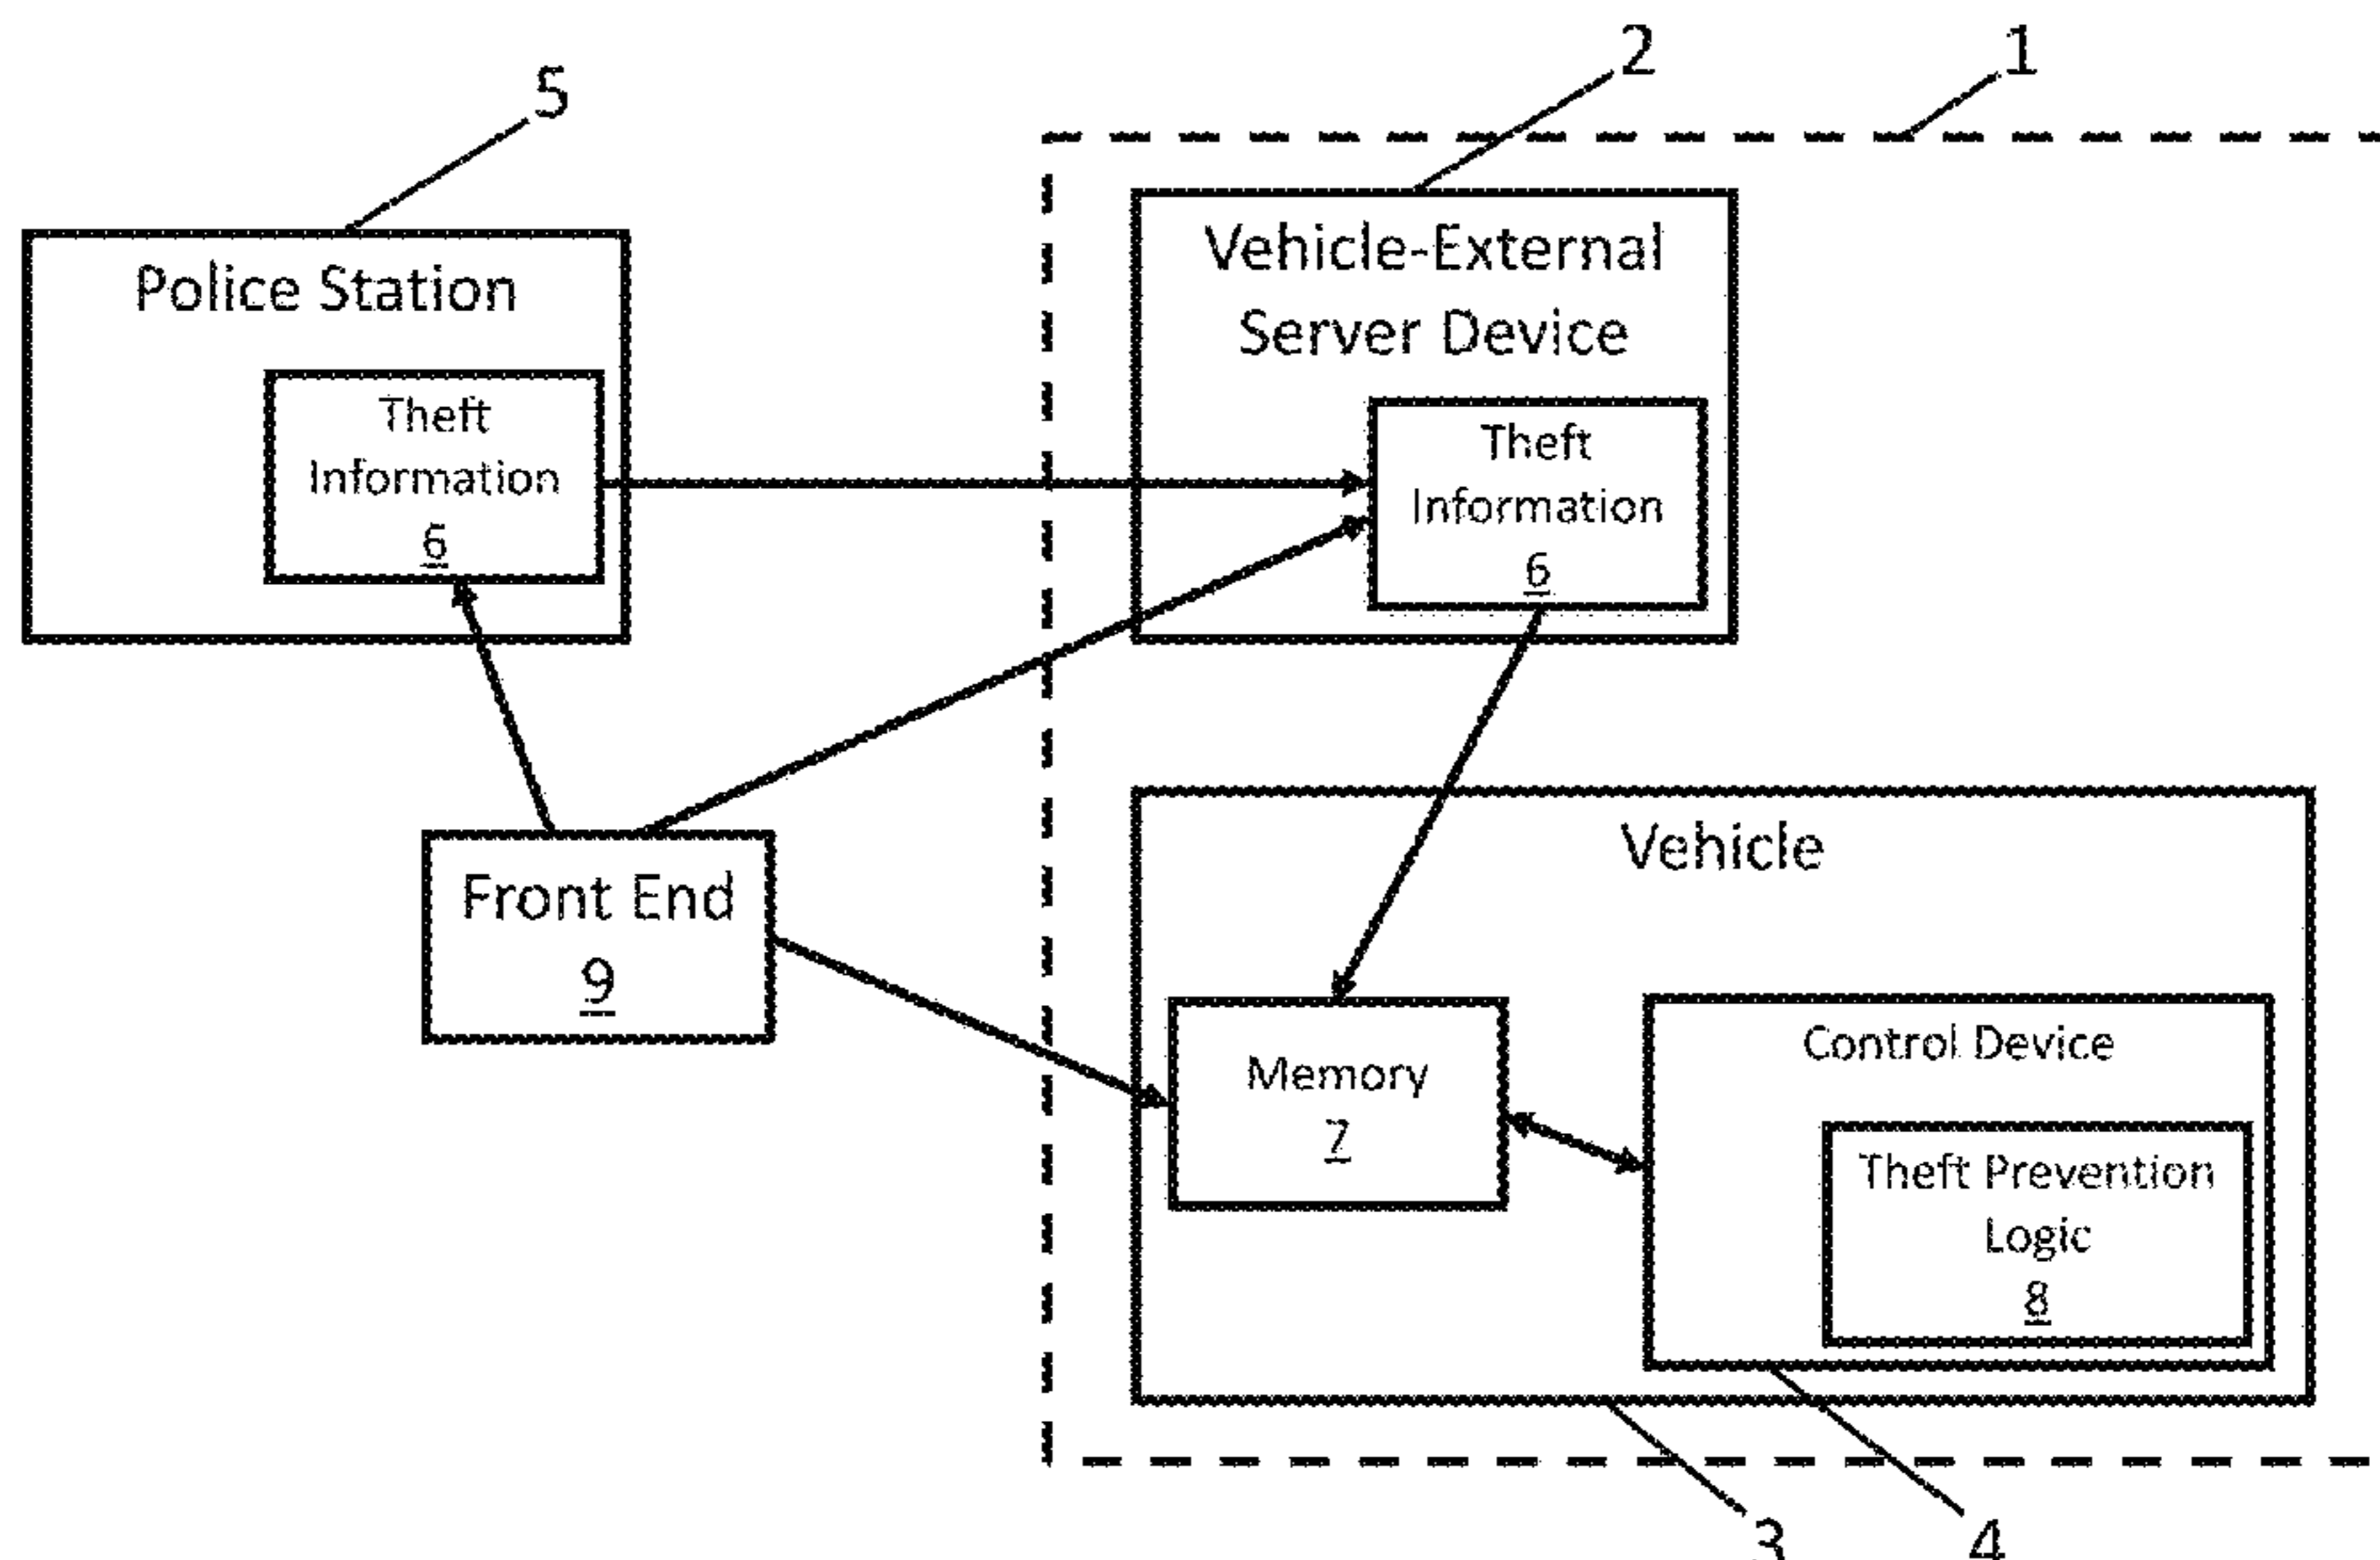 1
2
5
Police Station
Theft
Information
6
Vehicle-External
Server Device
Theft
Information
6
Front End
9
Vehicle
Memory
7
Control Device
Theft Prevention
Logic
8
3
4